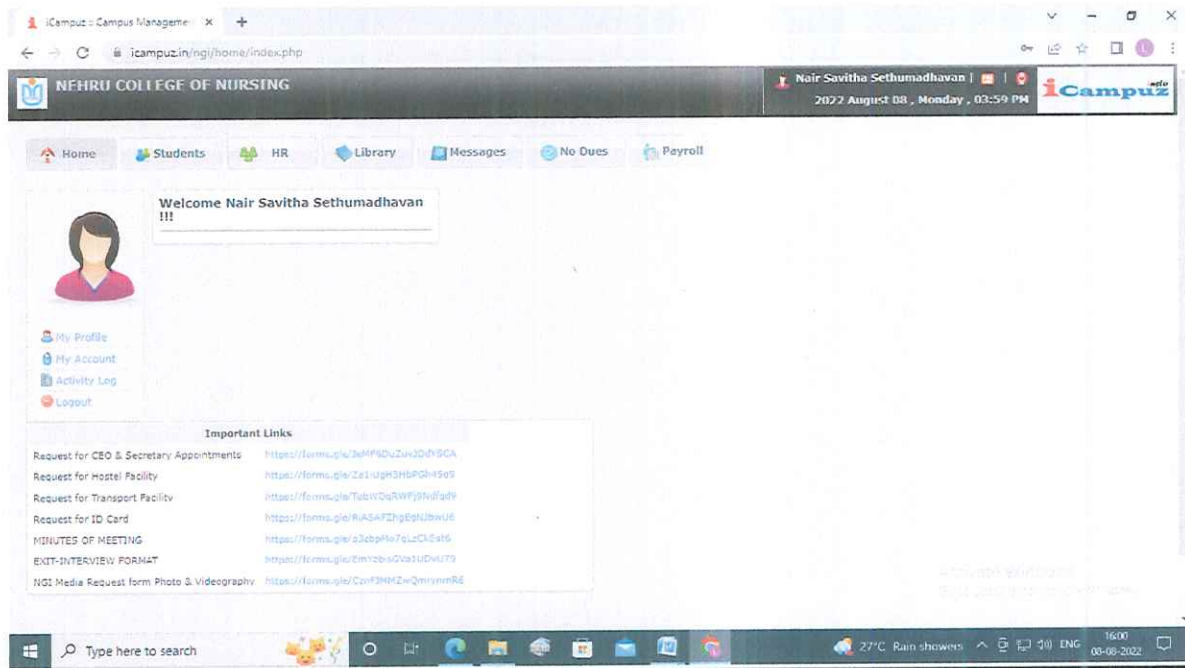 iCampuz :: Campus Manageme
icampuz.in/ngi/home/index.php
L
NEHRU COLLEGE OF NURSING
Nair Savitha Sethumadhavan |
2022 August 08 , Monday , 03:59 PM
iCampuz
Home Students HR Library Messages No Dues Payroll
Welcome Nair Savitha Sethumadhavan
!!!
My Profile
My Account
Activity Log
Logout
Important Links
Request for CEO & Secretary Appointments
Request for Hostel Facility
Request for Transport Facility
Request for ID Card
MINUTES OF MEETING
EXIT-INTERVIEW FORMAT
NGI Media Request form Photo & Videography
Type here to search
27°C Rain showers
ENG
16:00
08-08-2022